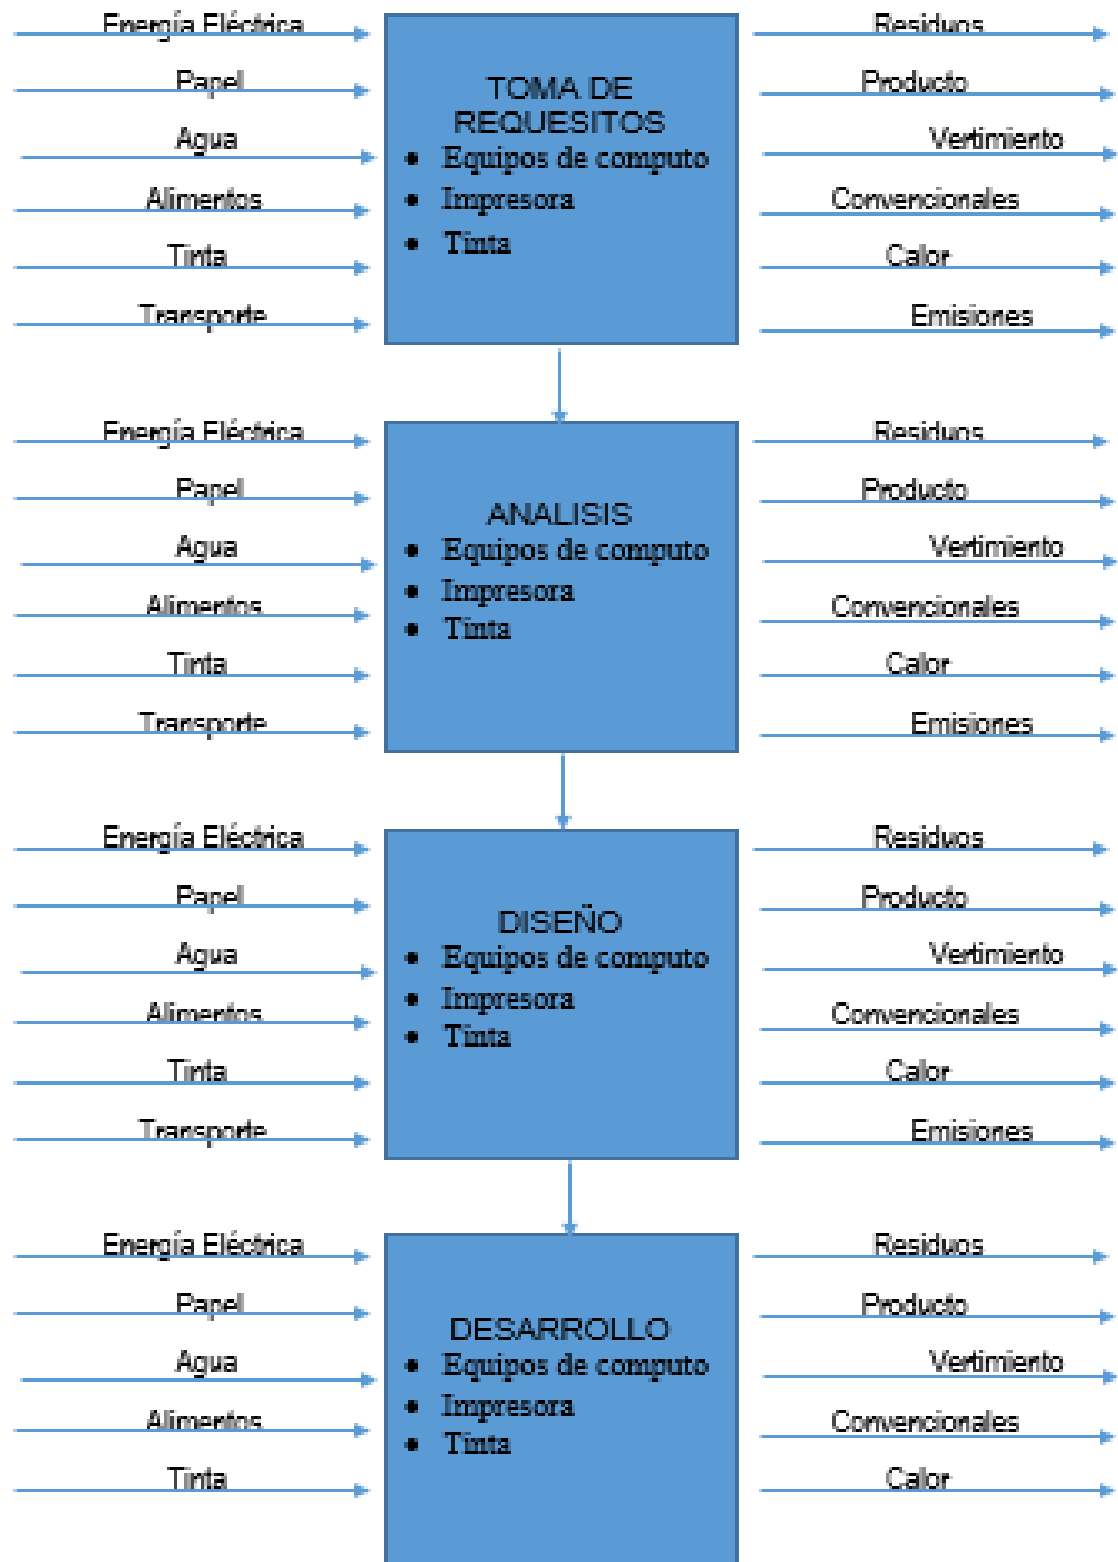 Energía Eléctrica
Papel
Agua
Alimentos
Tinta
Transporte
TOMA DE
REQUESITOS
• Equipos de computo
• Impresora
• Tinta
Residuos
Producto
Vertimiento
Convencionales
Calor
Emisiones
Energía Eléctrica
Papel
Agua
Alimentos
Tinta
Transporte
ANALISIS
• Equipos de computo
• Impresora
• Tinta
Residuos
Producto
Vertimiento
Convencionales
Calor
Emisiones
Energía Eléctrica
Papel
Agua
Alimentos
Tinta
Transporte
DISEÑO
• Equipos de computo
• Impresora
• Tinta
Residuos
Producto
Vertimiento
Convencionales
Calor
Emisiones
Energía Eléctrica
Papel
Agua
Alimentos
Tinta
DESARROLLO
• Equipos de computo
• Impresora
• Tinta
Residuos
Producto
Vertimiento
Convencionales
Calor